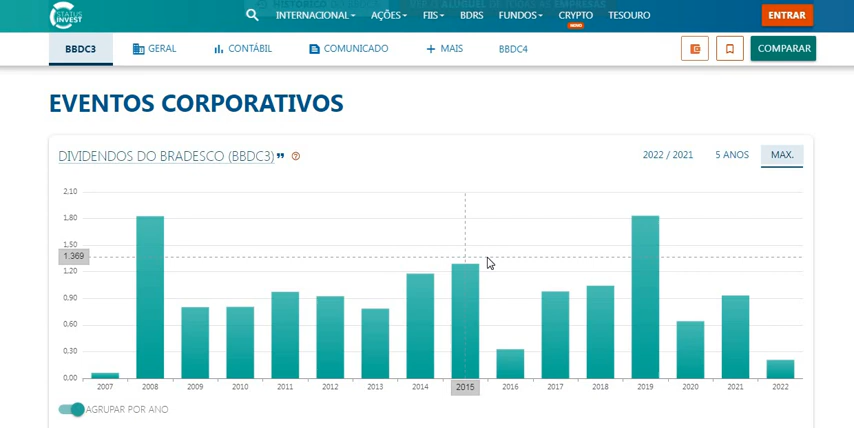 STATUS
INVEST
INTERNACIONAL
AÇÕES
FIIS
BDRS
FUNDOS
CRYPTO
NOVO
TESOURO
ENTRAR
BBDC3
GERAL
CONTÁBIL
COMUNICADO
+ MAIS
BBDC4
COMPARAR
EVENTOS CORPORATIVOS
DIVIDENDOS DO BRADESCO (BBDC3)
2022 / 2021
5 ANOS
MAX.
2,10
1,80
1,50
1.369
1,20
0,90
0,60
0,30
0,00
2007 2008 2009 2010 2011 2012 2013 2014 2015 2016 2017 2018 2019 2020 2021 2022
AGRUPAR POR ANO